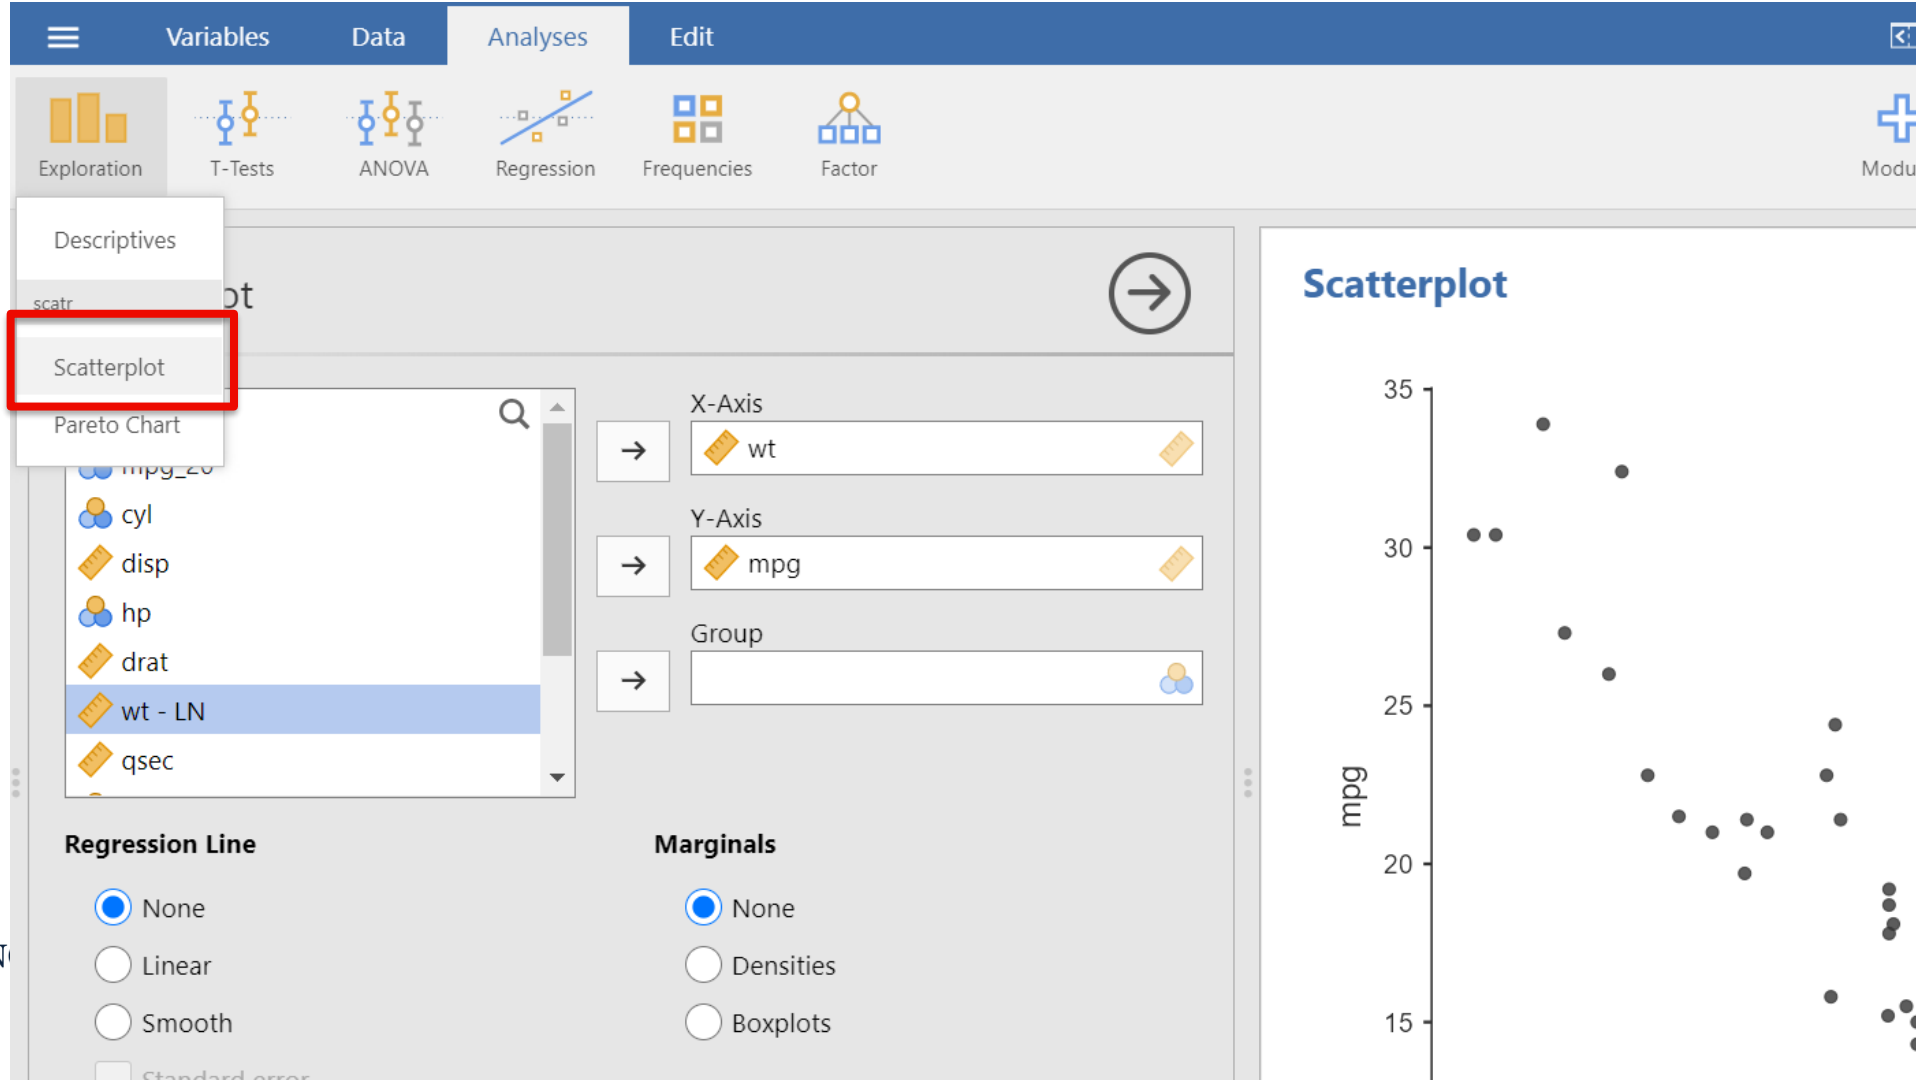 Variables Data Analyses Edit
Exploration T-Tests ANOVA Regression Frequencies Factor
Descriptives
scatr
Scatterplot
Pareto Chart
cyl
disp
hp
drat
wt - LN
qsec
X-Axis
wt
Y-Axis
mpg
Group
Regression Line
None
Linear
Smooth
Standard error
Marginals
None
Densities
Boxplots
Scatterplot
35
30
25
20
15
mpg